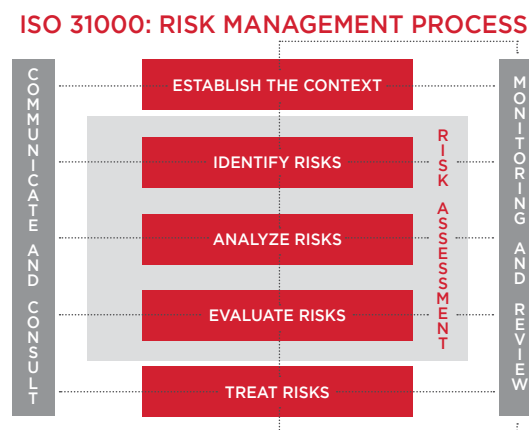 ISO 31000: RISK MANAGEMENT PROCESS
COMMUNICATE AND CONSULT
ESTABLISH THE CONTEXT
IDENTIFY RISKS
ANALYZE RISKS
EVALUATE RISKS
TREAT RISKS
RISK ASSESSMENT
MONITORING AND REVIEW